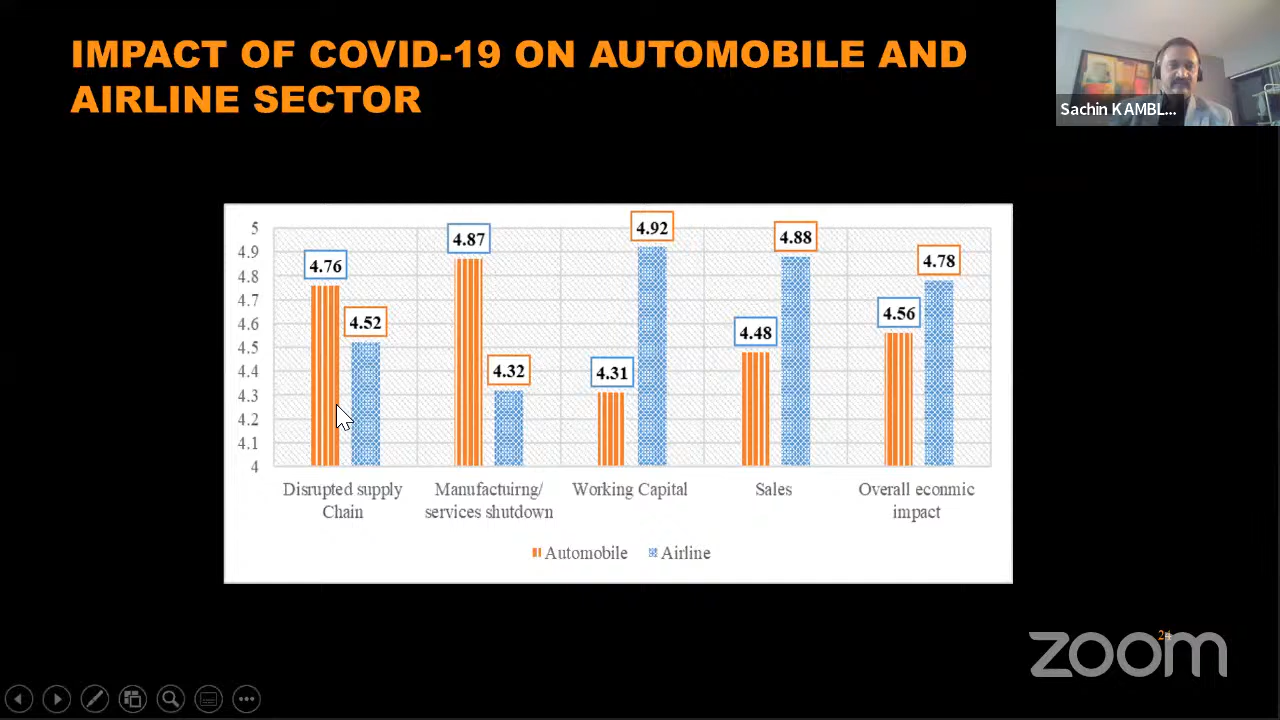 IMPACT OF COVID-19 ON AUTOMOBILE AND
AIRLINE SECTOR
Sachin KAMBL...
5
4.9
4.8
4.7
4.6
4.5
4.4
4.3
4.2
4.1
4
4.76
4.52
4.87
4.32
4.31
4.92
4.48
4.88
4.56
4.78
Disrupted supply
Chain
Manufactuirng/
services shutdown
Working Capital
Sales
Overall econmic
impact
Automobile
Airline
24
zoom